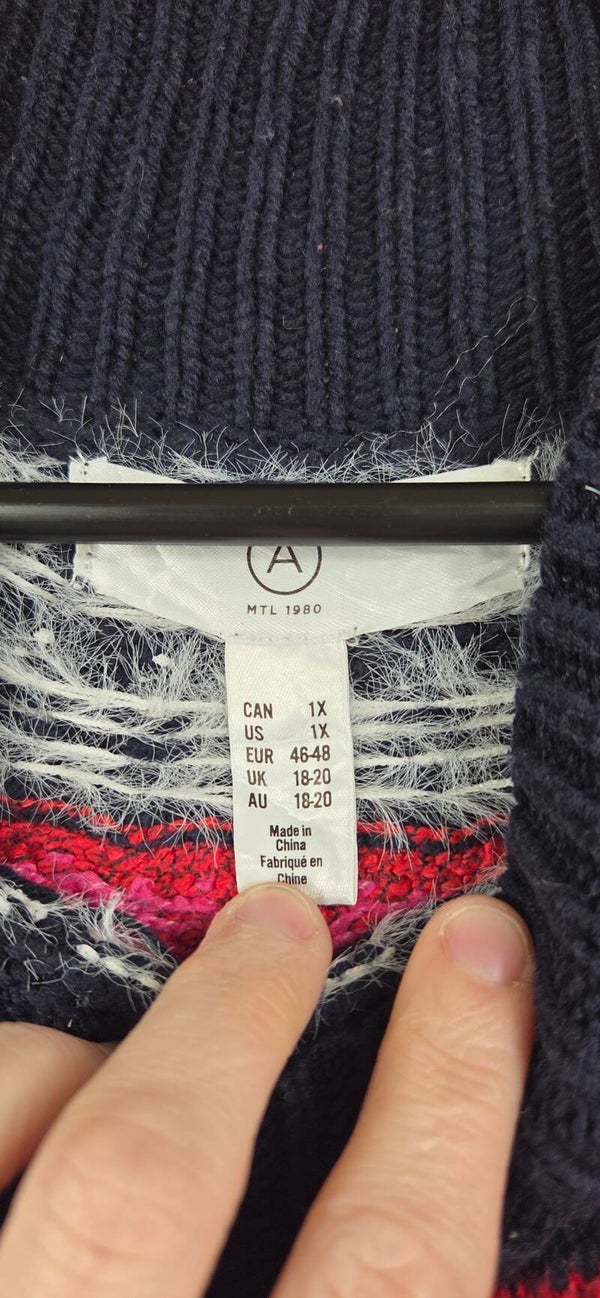 A
MTL 1980
CAN 1X
US 1X
EUR 46-48
UK 18-20
AU 18-20
Made in
China
Fabriqué en
Chine